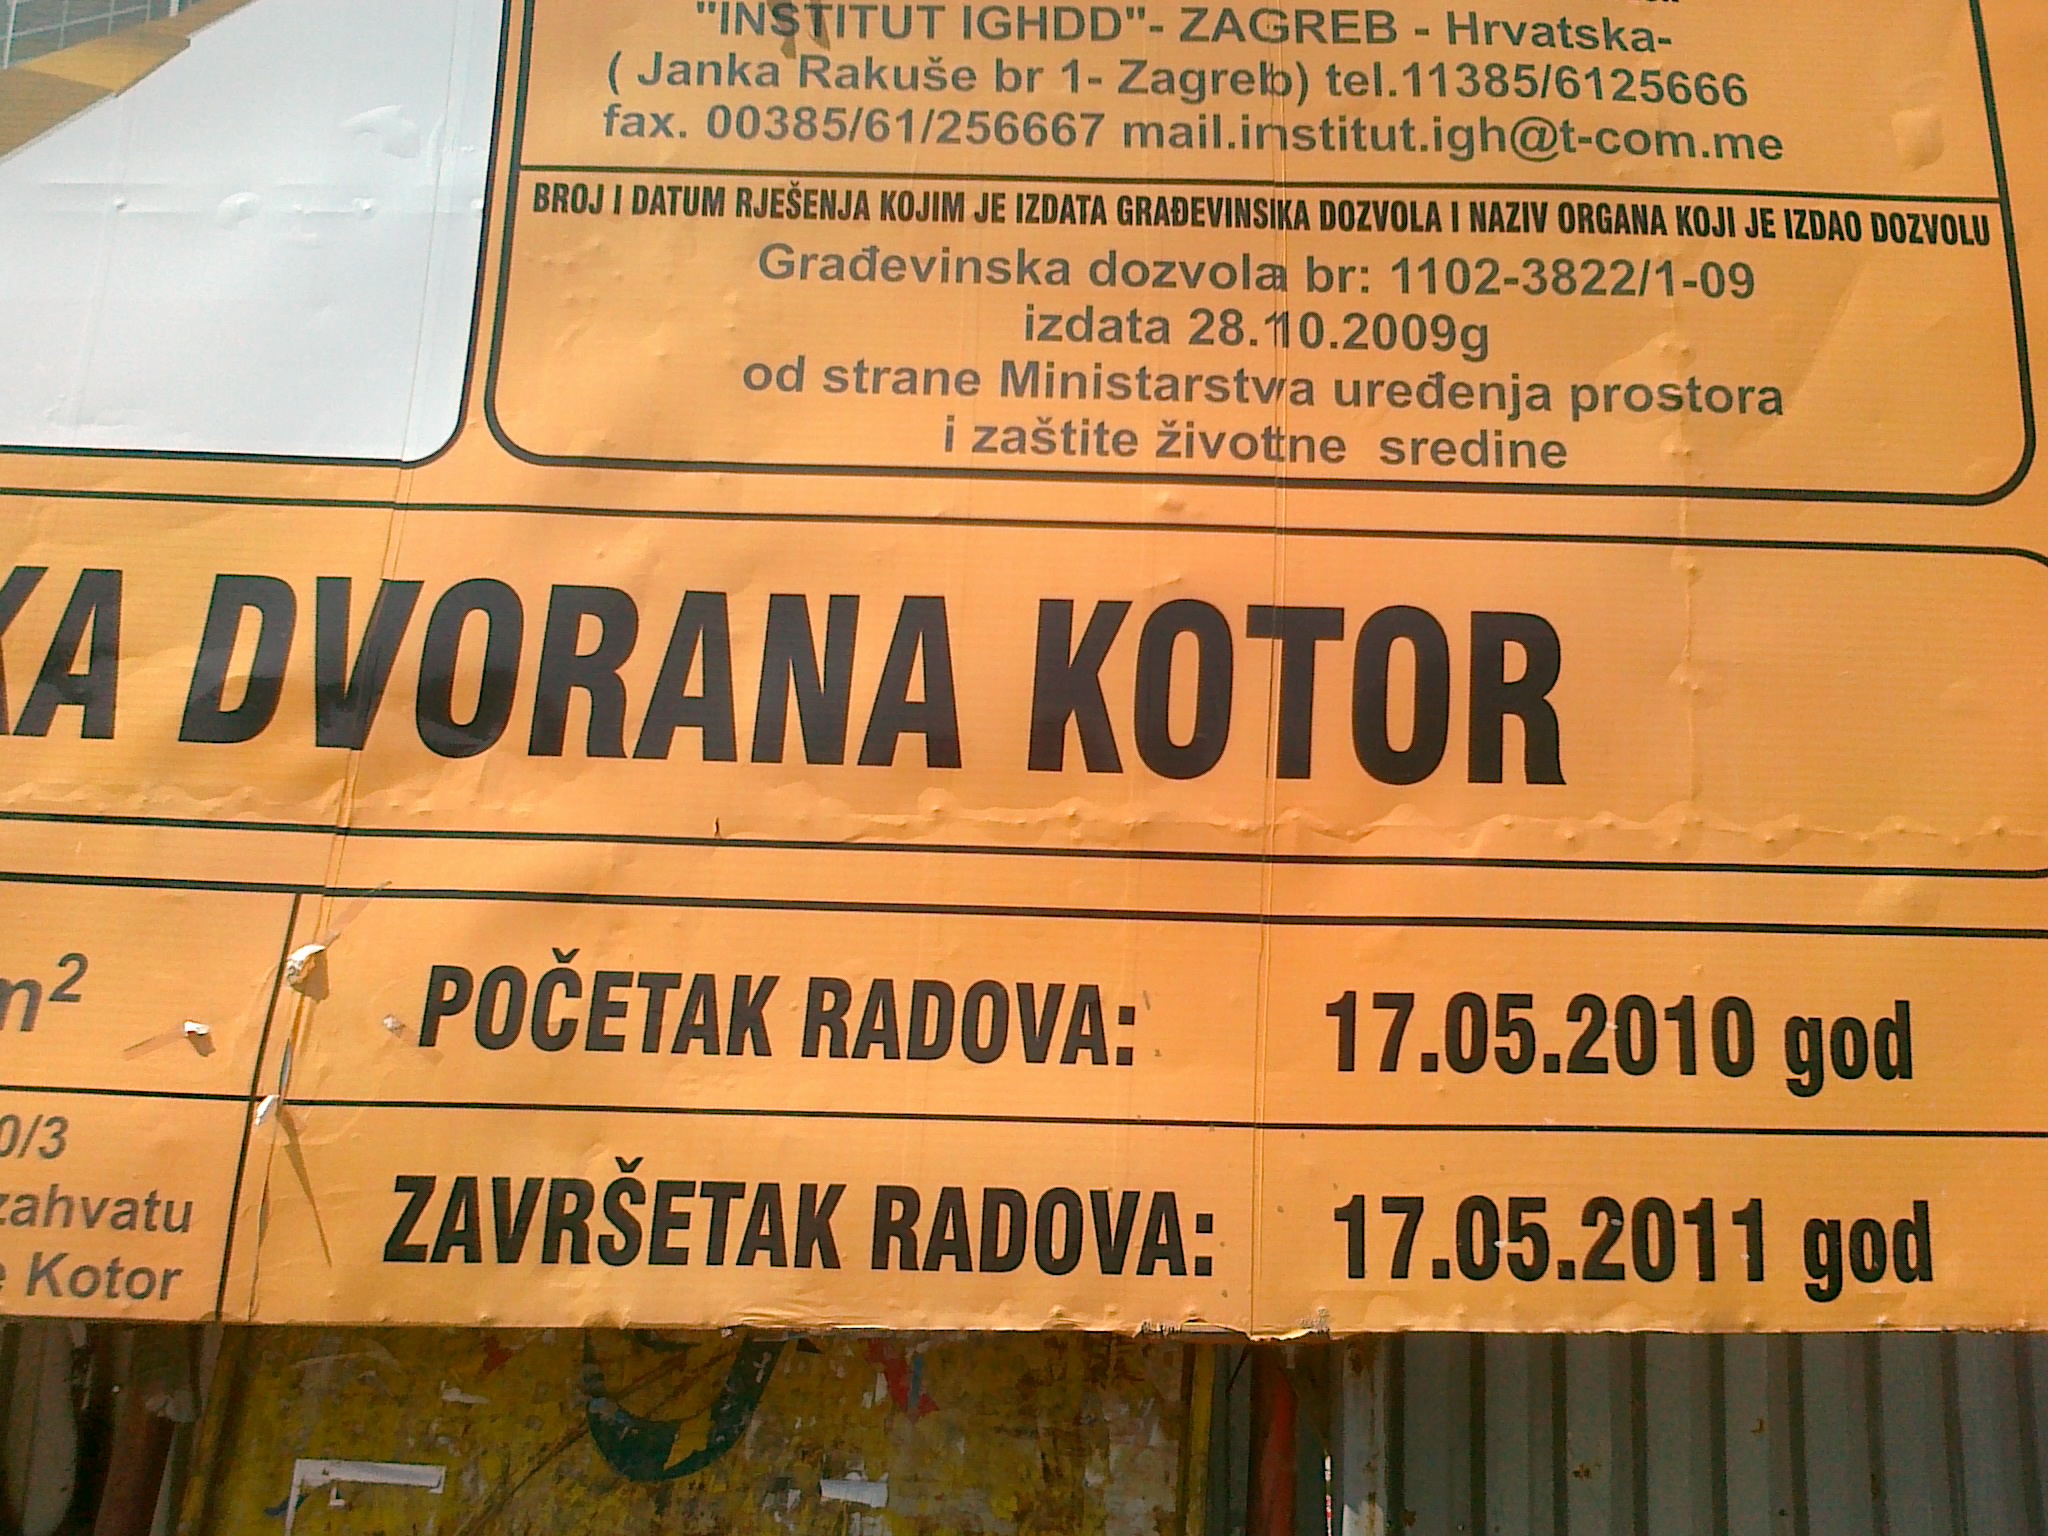 "INSTITUT IGHDD"- ZAGREB - Hrvatska-
( Janka Rakuše br 1- Zagreb) tel.11385/6125666
fax. 00385/61/256667 mail.institut.igh@t-com.me
BROJ I DATUM RJEŠENJA KOJIM JE IZDATA GRAĐEVINSKA DOZVOLA I NAZIV ORGANA KOJI JE IZDAO DOZVOLU
Građevinska dozvola br: 1102-3822/1-09
izdata 28.10.2009g
od strane Ministarstva uređenja prostora
i zaštite životne sredine
KA DVORANA KOTOR
m²
POČETAK RADOVA: 17.05.2010 god
0/3
zahvatu
e Kotor
ZAVRŠETAK RADOVA: 17.05.2011 god